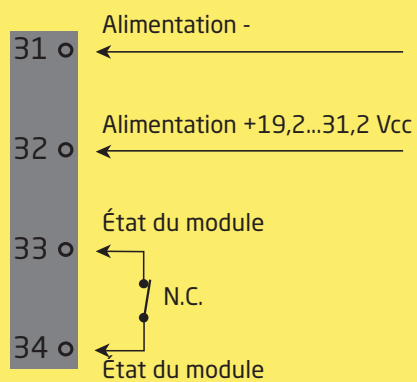 Alimentation -
31
Alimentation +19,2...31,2 Vcc
32
État du module
33
N.C.
34
État du module